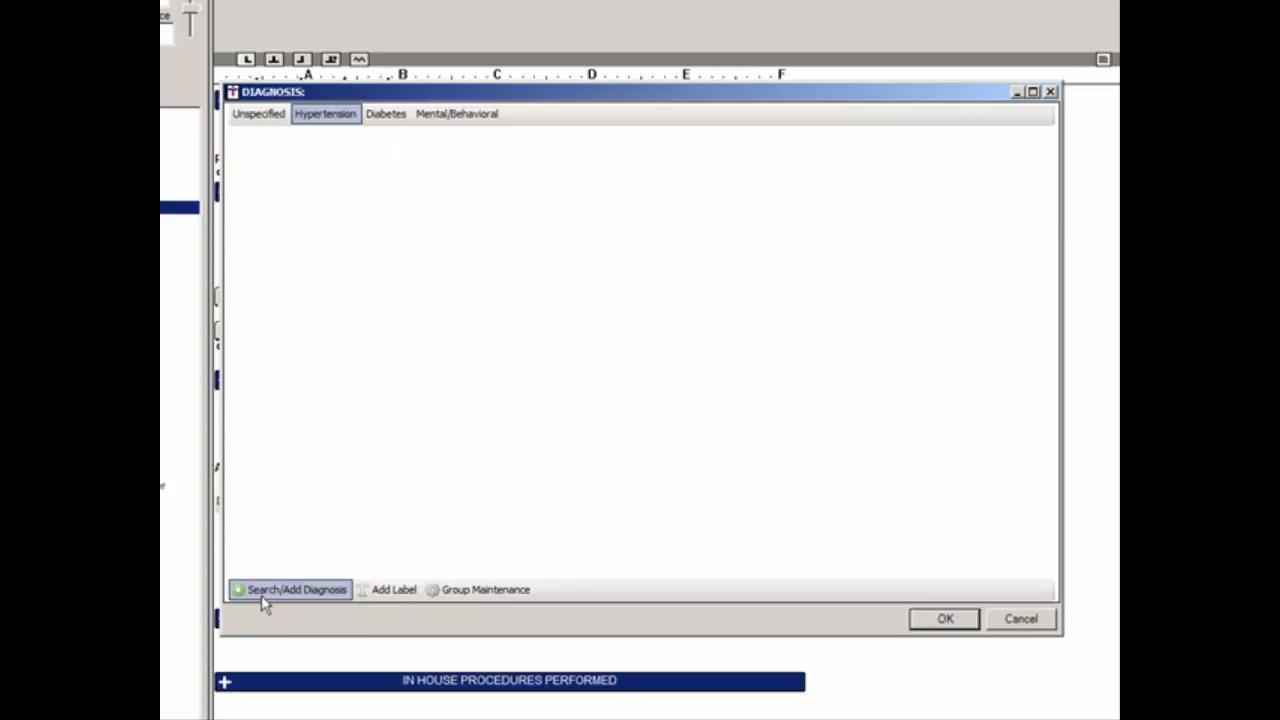 ce
A B C D E F
DIAGNOSIS:
Unspecified Hypertension Diabetes Mental/Behavioral
Search/Add Diagnosis Add Label Group Maintenance
OK Cancel
IN HOUSE PROCEDURES PERFORMED